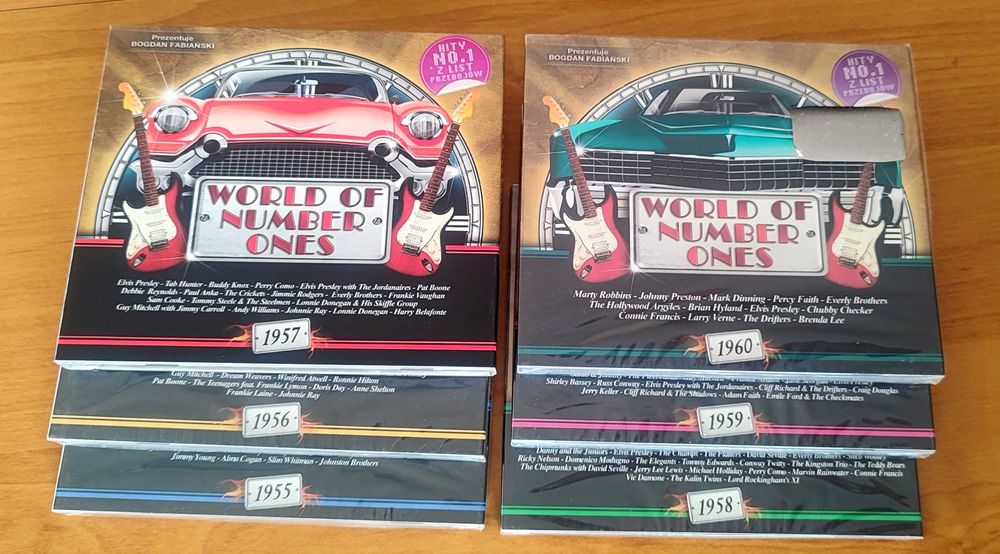 Prezentuje
BOGDAN FABIAŃSKI
HITY
NO.1
Z LIST
PRZEBOJÓW
WORLD OF
NUMBER
ONES
Elvis Presley - Tab Hunter - Buddy Knox - Perry Como - Elvis Presley with The Jordanaires - Pat Boone
Debbie Reynolds - Paul Anka - The Crickets - Jimmie Rodgers - Everly Brothers - Frankie Vaughan
Sam Cooke - Tommy Steele & The Steelmen - Lonnie Donegan & His Skiffle Group
Guy Mitchell with Jimmy Carroll - Andy Williams - Johnnie Ray - Lonnie Donegan - Harry Belafonte
1957
Guy Mitchell - Dream Weavers - Winifred Atwell - Ronnie Hilton
Pat Boone - The Teenagers feat. Frankie Lymon - Doris Day - Anne Shelton
Frankie Laine - Johnnie Ray
1956
Jimmy Young - Alma Cogan - Slim Whitman - Johnston Brothers
1955
Prezentuje
BOGDAN FABIAŃSKI
HITY
NO.1
Z LIST
PRZEBOJÓW
WORLD OF
NUMBER
ONES
Marty Robbins - Johnny Preston - Mark Dinning - Percy Faith - Everly Brothers
The Hollywood Argyles - Brian Hyland - Elvis Presley - Chubby Checker
Connie Francis - Larry Verne - The Drifters - Brenda Lee
1960
Shirley Bassey - Russ Conway - Elvis Presley with The Jordanaires - Cliff Richard & The Drifters - Craig Douglas
Jerry Keller - Cliff Richard & The Shadows - Adam Faith - Emile Ford & The Checkmates
1959
Danny and the Juniors - Elvis Presley - The Champs - The Platters - David Seville - Everly Brothers - Sheb Wooley
Ricky Nelson - Domenico Modugno - The Elegants - Tommy Edwards - Conway Twitty - The Kingston Trio - The Teddy Bears
The Chipmunks with David Seville - Jerry Lee Lewis - Michael Holliday - Perry Como - Marvin Rainwater - Connie Francis
Vic Damone - The Kalin Twins - Lord Rockingham's XI
1958